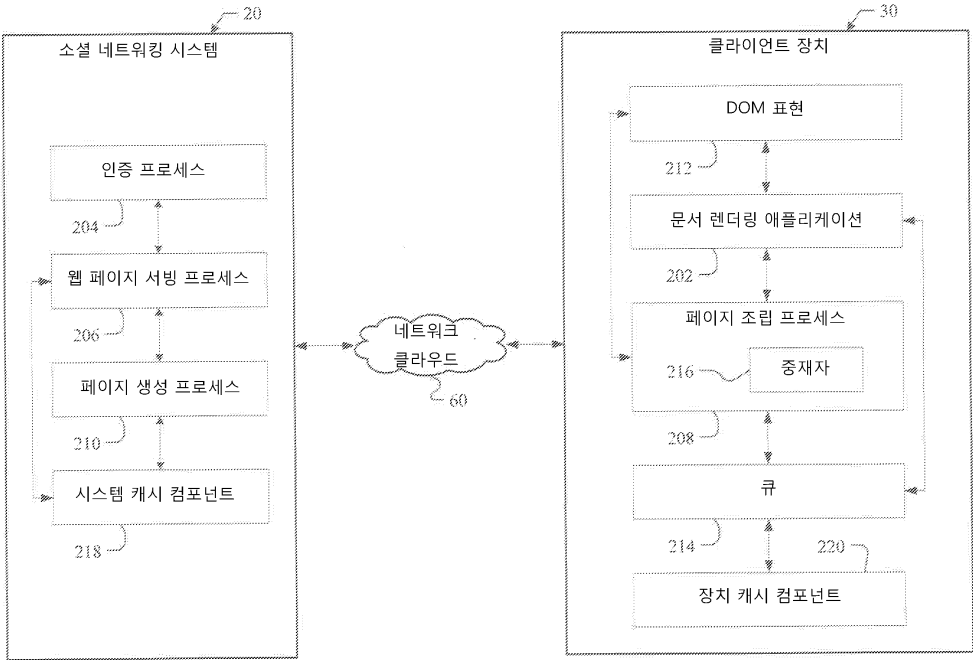 20
소셜 네트워킹 시스템
인증 프로세스
204
웹 페이지 서빙 프로세스
206
페이지 생성 프로세스
210
시스템 캐시 컴포넌트
218
네트워크
클라우드
60
30
클라이언트 장치
DOM 표현
212
문서 렌더링 애플리케이션
202
페이지 조립 프로세스
216
중재자
208
큐
214
220
장치 캐시 컴포넌트